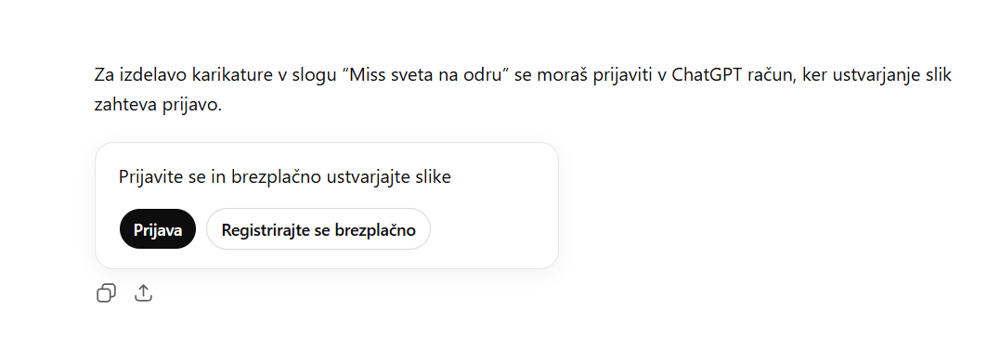 Za izdelavo karikature v slogu “Miss sveta na odru” se moraš prijaviti v ChatGPT račun, ker ustvarjanje slik
zahteva prijavo.
Prijavite se in brezplačno ustvarjajte slike
Prijava
Registrirajte se brezplačno